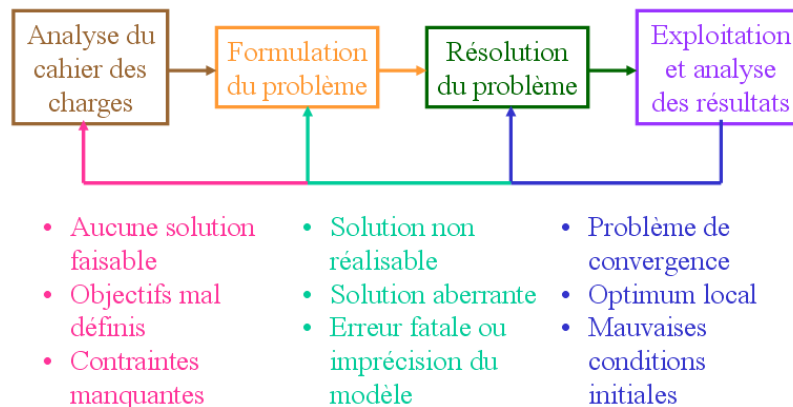 Analyse du
cahier des
charges
Formulation
du problème
Résolution
du problème
Exploitation
et analyse
des résultats
• Aucune solution
faisable
• Objectifs mal
définis
• Contraintes
manquantes
• Solution non
réalisable
• Solution aberrante
• Erreur fatale ou
imprécision du
modèle
• Problème de
convergence
• Optimum local
• Mauvaises
conditions
initiales